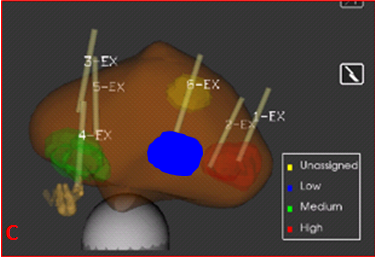 3-EX
5-EX
6-EX
1-EX
2-EX
4-EX
Unassigned
Low
Medium
High
C